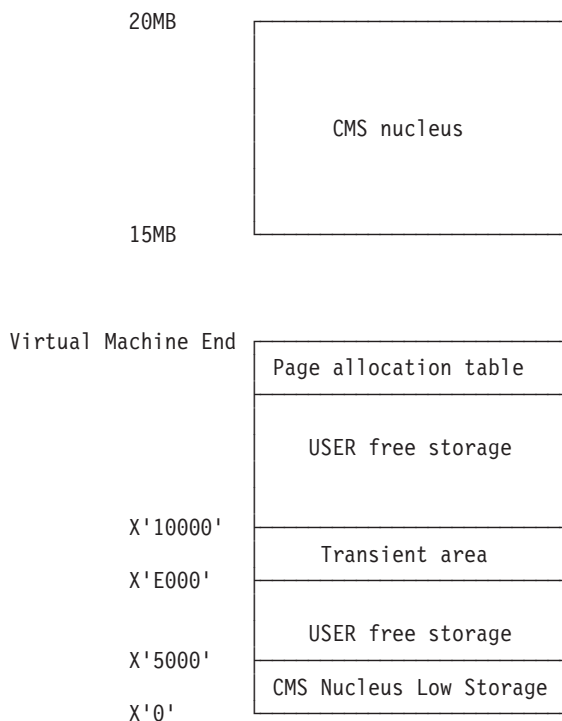 20MB
CMS nucleus
15MB
Virtual Machine End
Page allocation table
USER free storage
X'10000'
Transient area
X'E000'
USER free storage
X'5000'
CMS Nucleus Low Storage
X'0'